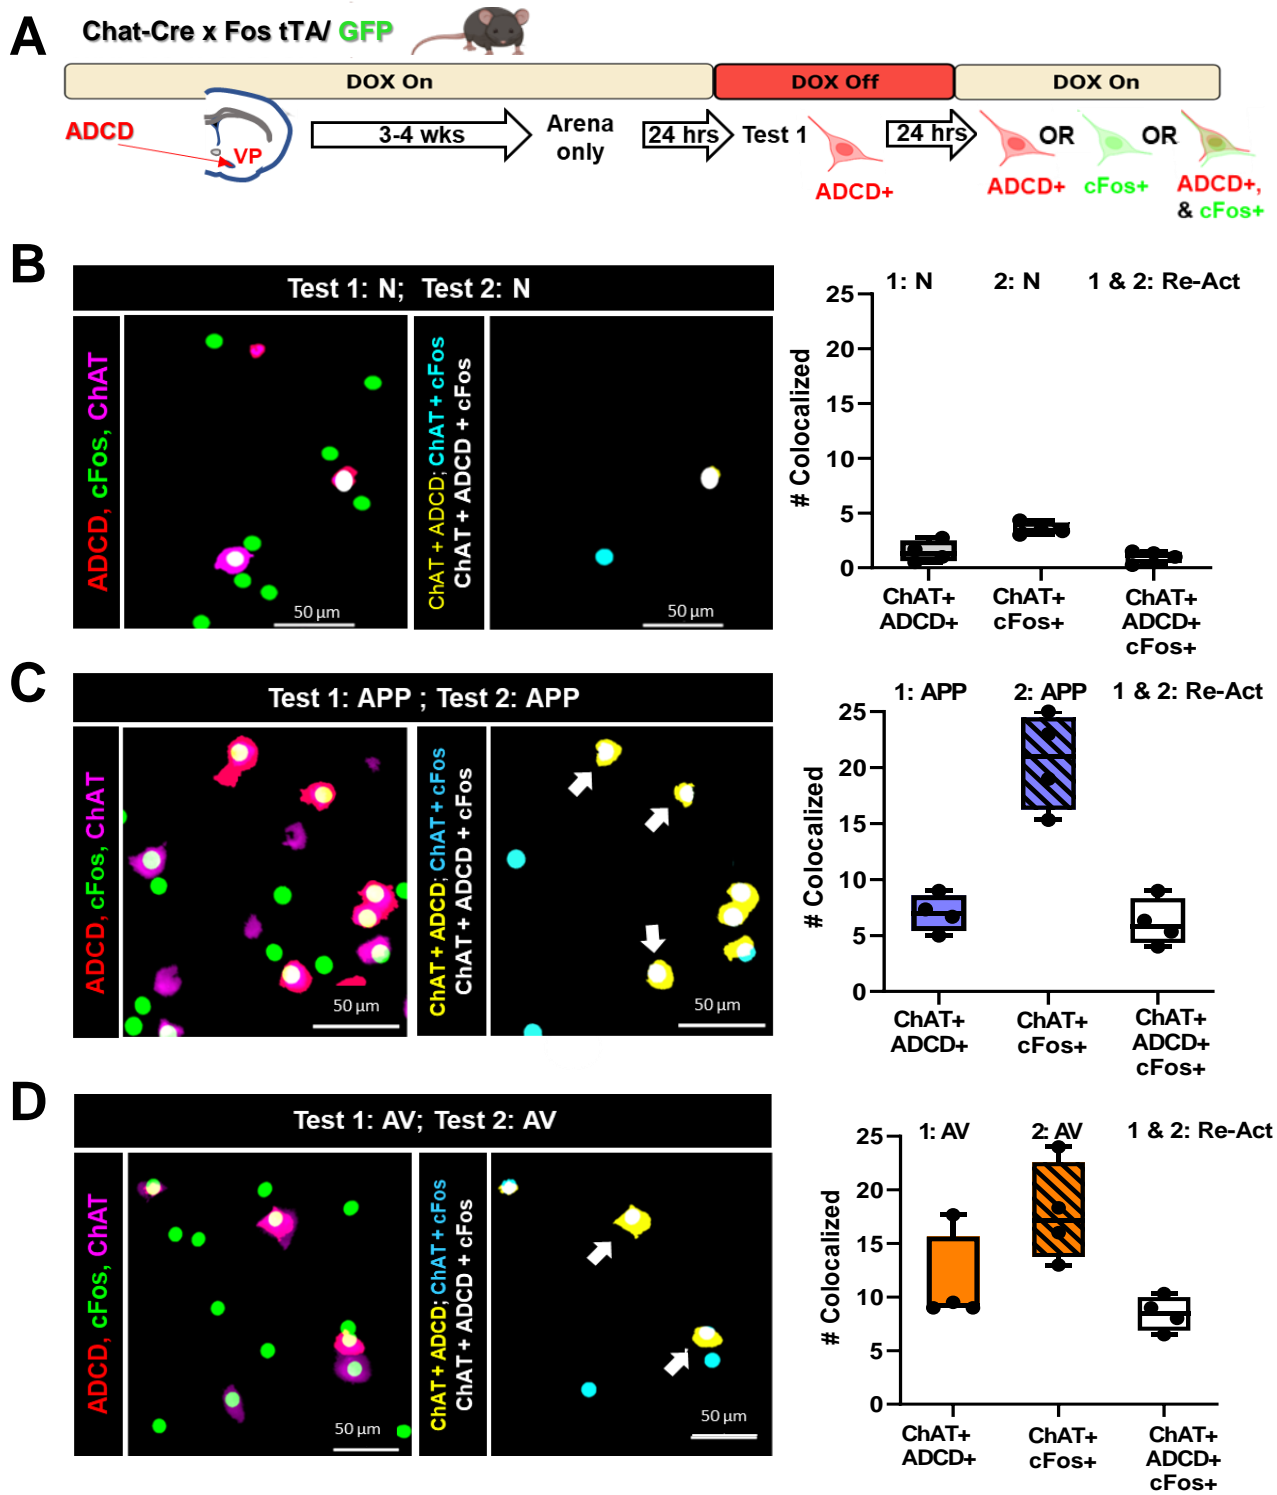 A
Chat-Cre x Fos tTA/ GFP
DOX On
DOX Off
DOX On
ADCD
VP
3-4 wks
Arena
only
24 hrs
Test 1
ADCD+
24 hrs
ADCD+
OR
cFos+
OR
ADCD+,
& cFos+
B
Test 1: N; Test 2: N
ADCD, cFos, ChAT
50 µm
ChAT + ADCD; ChAT + cFos
ChAT + ADCD + cFos
50 µm
1: N
2: N
1 & 2: Re-Act
# Colocalized
25
20
15
10
5
0
ChAT+
ADCD+
ChAT+
cFos+
ChAT+
ADCD+
cFos+
C
Test 1: APP ; Test 2: APP
ADCD, cFos, ChAT
50 µm
ChAT + ADCD; ChAT + cFos
ChAT + ADCD + cFos
50 µm
1: APP
2: APP
1 & 2: Re-Act
# Colocalized
25
20
15
10
5
0
ChAT+
ADCD+
ChAT+
cFos+
ChAT+
ADCD+
cFos+
D
Test 1: AV; Test 2: AV
ADCD, cFos, ChAT
50 µm
ChAT + ADCD; ChAT + cFos
ChAT + ADCD + cFos
50 µm
1: AV
2: AV
1 & 2: Re-Act
# Colocalized
25
20
15
10
5
0
ChAT+
ADCD+
ChAT+
cFos+
ChAT+
ADCD+
cFos+